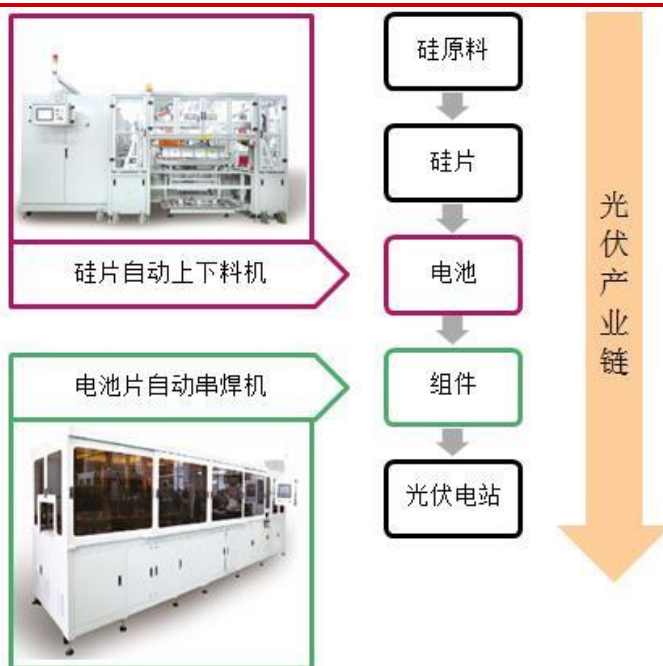 硅原料
硅片
硅片自动上下料机
电池
电池片自动串焊机
组件
光伏电站
光伏产业链